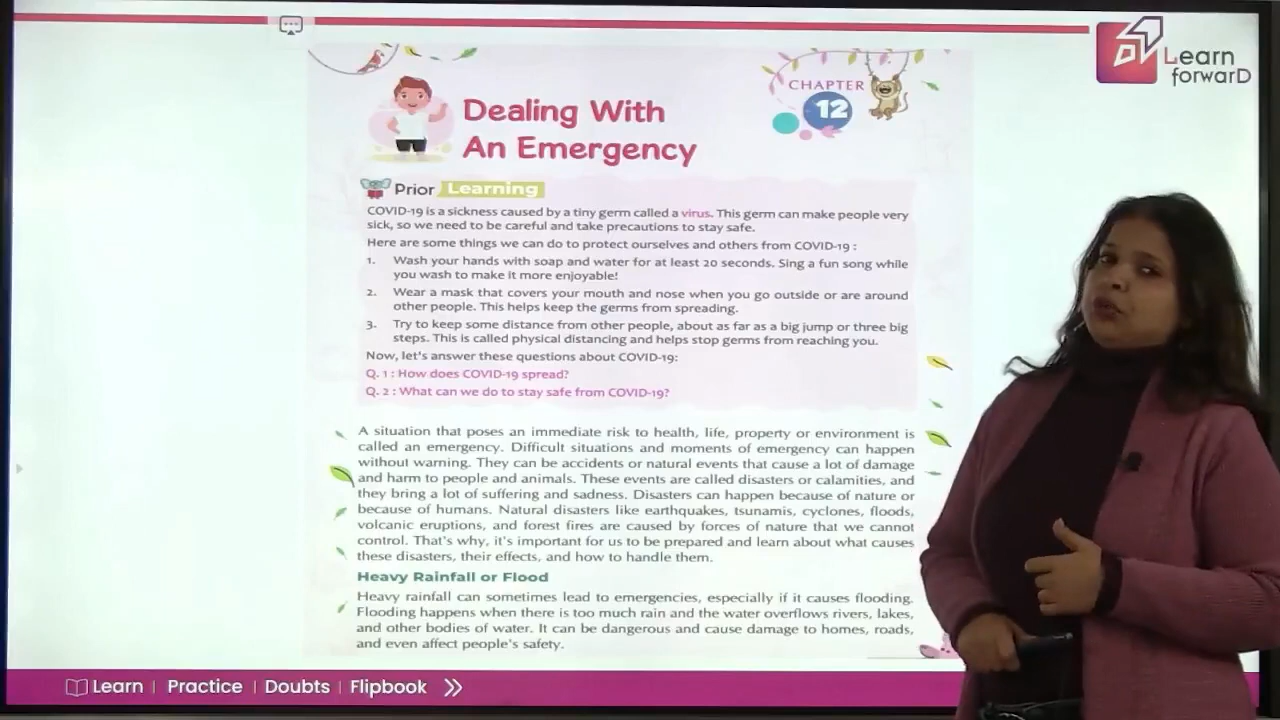 Learn
forwarD
CHAPTER
12
Dealing With
An Emergency
Prior Learning
COVID-19 is a sickness caused by a tiny germ called a virus. This germ can make people very
sick, so we need to be careful and take precautions to stay safe.
Here are some things we can do to protect ourselves and others from COVID-19 :
1. Wash your hands with soap and water for at least 20 seconds. Sing a fun song while
you wash to make it more enjoyable!
2. Wear a mask that covers your mouth and nose when you go outside or are around
other people. This helps keep the germs from spreading.
3. Try to keep some distance from other people, about as far as a big jump or three big
steps. This is called physical distancing and helps stop germs from reaching you.
Now, let's answer these questions about COVID-19:
Q. 1 : How does COVID-19 spread?
Q. 2 : What can we do to stay safe from COVID-19?
A situation that poses an immediate risk to health, life, property or environment is
called an emergency. Difficult situations and moments of emergency can happen
without warning. They can be accidents or natural events that cause a lot of damage
and harm to people and animals. These events are called disasters or calamities, and
they bring a lot of suffering and sadness. Disasters can happen because of nature or
because of humans. Natural disasters like earthquakes, tsunamis, cyclones, floods,
volcanic eruptions, and forest fires are caused by forces of nature that we cannot
control. That's why, it's important for us to be prepared and learn about what causes
these disasters, their effects, and how to handle them.
Heavy Rainfall or Flood
Heavy rainfall can sometimes lead to emergencies, especially if it causes flooding.
Flooding happens when there is too much rain and the water overflows rivers, lakes,
and other bodies of water. It can be dangerous and cause damage to homes, roads,
and even affect people's safety.
Learn | Practice | Doubts | Flipbook